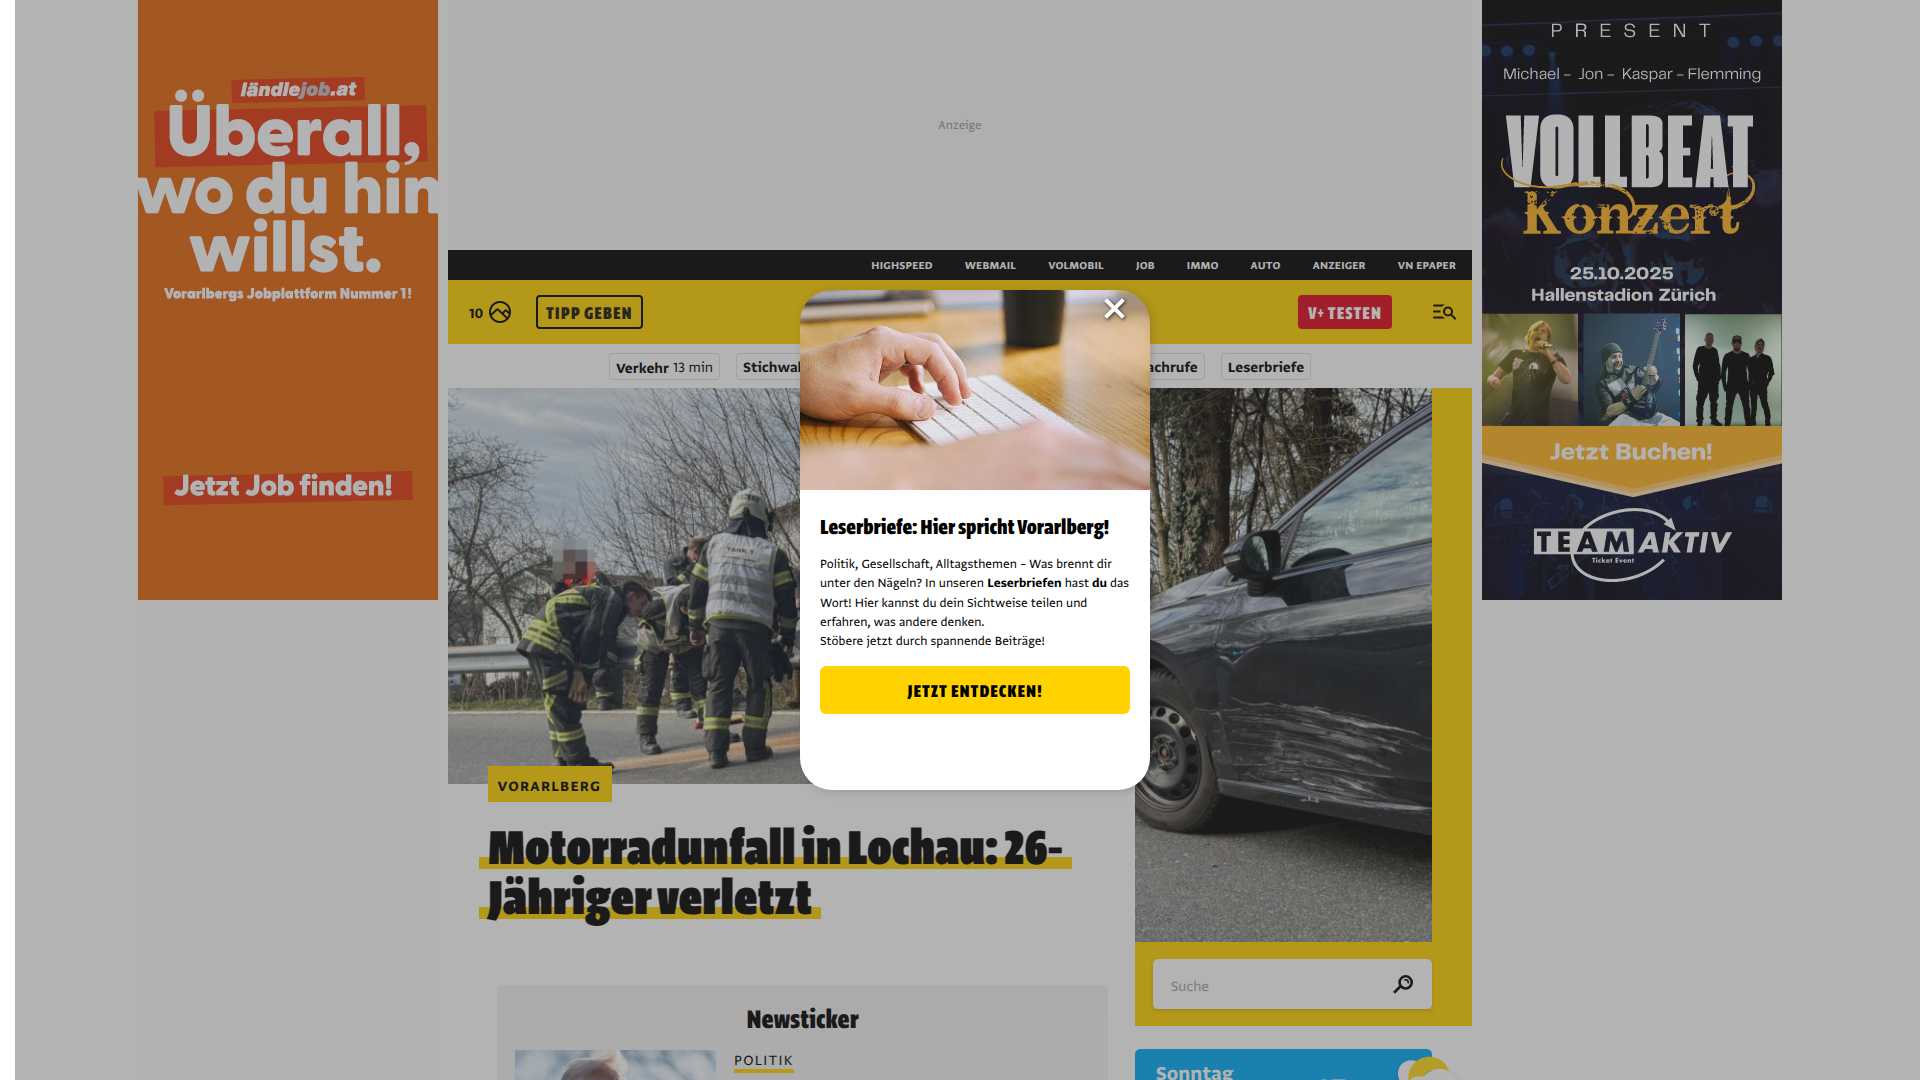 ländlejob.at
Überall,
wo du hin
willst.
Vorarlbergs Jobplattform Nummer 1!
Jetzt Job finden!
Anzeige
PRESENT
Michael – Jon – Kaspar – Flemming
VOLLBEAT
Konzert
25.10.2025
Hallenstadion Zürich
Jetzt Buchen!
TEAM AKTIV
Ticket Event
HIGHSPEED WEBMAIL VOLMOBIL JOB IMMO AUTO ANZEIGER VN EPAPER
10 TIPP GEBEN V+ TESTEN
Verkehr 13 min Leserbriefe
Leserbriefe: Hier spricht Vorarlberg!
Politik, Gesellschaft, Alltagsthemen – Was brennt dir
unter den Nägeln? In unseren Leserbriefen hast du das
Wort! Hier kannst du dein Sichtweise teilen und
erfahren, was andere denken.
Stöbere jetzt durch spannende Beiträge!
JETZT ENTDECKEN!
VORARLBERG
Motorradunfall in Lochau: 26-
Jähriger verletzt
Suche
Newsticker
POLITIK
Sonntag